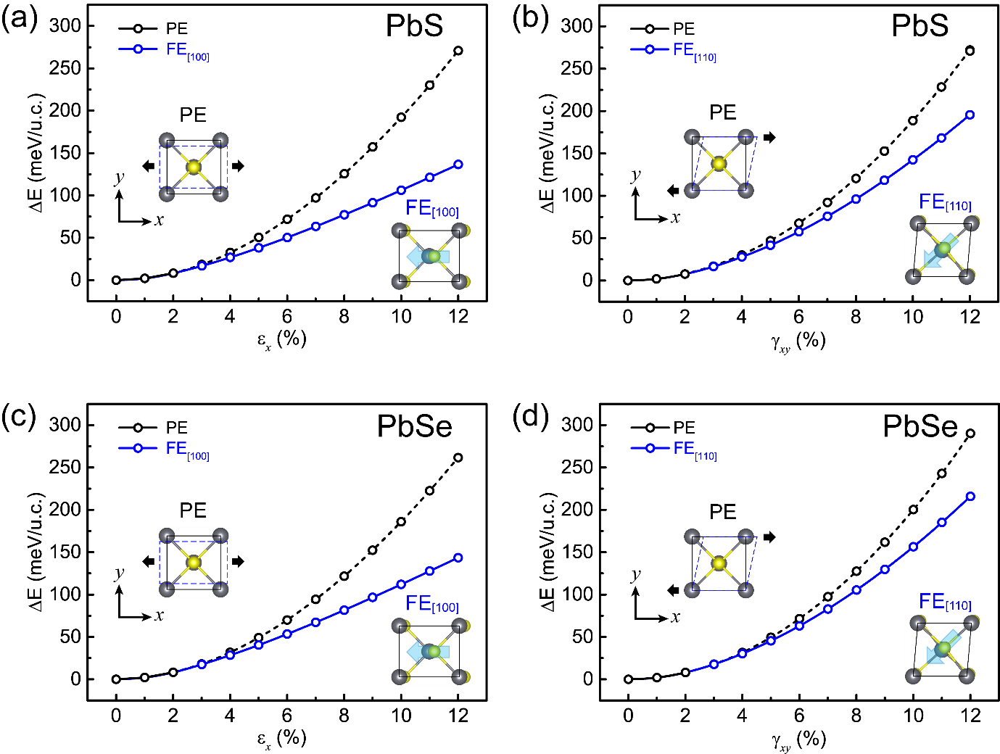 (a)
PbS
PE
FE[100]
300
250
200
150
100
50
0
ΔE (meV/u.c.)
PE
y
x
FE[100]
0 2 4 6 8 10 12
εx (%)
(b)
PbS
PE
FE[110]
300
250
200
150
100
50
0
ΔE (meV/u.c.)
PE
y
x
FE[110]
0 2 4 6 8 10 12
γxy (%)
(c)
PbSe
PE
FE[100]
300
250
200
150
100
50
0
ΔE (meV/u.c.)
PE
y
x
FE[100]
0 2 4 6 8 10 12
εx (%)
(d)
PbSe
PE
FE[110]
300
250
200
150
100
50
0
ΔE (meV/u.c.)
PE
y
x
FE[110]
0 2 4 6 8 10 12
γxy (%)